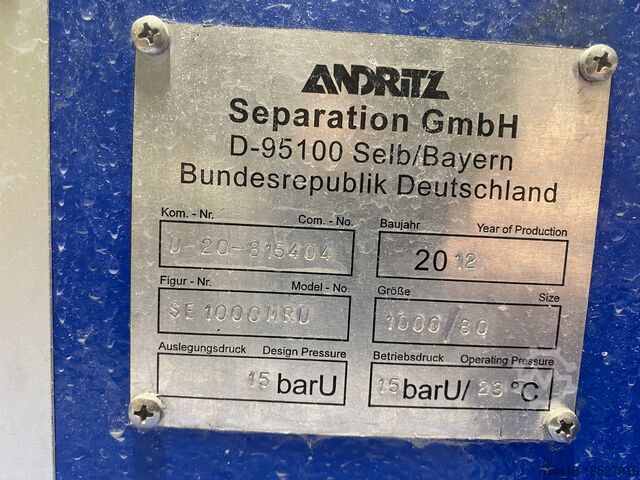 ANDRITZ
Separation GmbH
D-95100 Selb/Bayern
Bundesrepublik Deutschland
Kom. - Nr. Com. - No. Baujahr Year of Production
U-20-815404 20 12
Figur - Nr. Model - No. Größe Size
SE1000MRU 1000/80
Auslegungsdruck Design Pressure Betriebsdruck Operating Pressure
15 barU 15 barU/ 23 °C